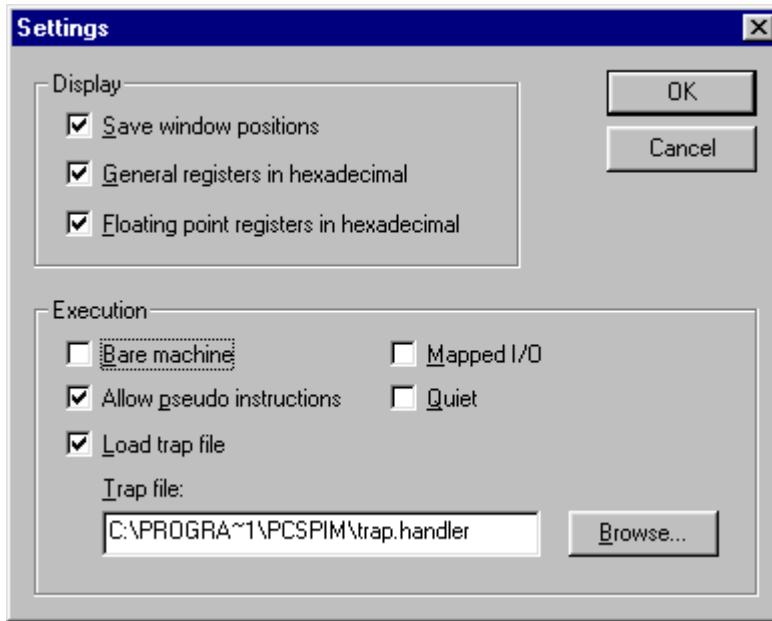 Settings
Display
Save window positions
General registers in hexadecimal
Floating point registers in hexadecimal
OK
Cancel
Execution
Bare machine
Mapped I/O
Allow pseudo instructions
Quiet
Load trap file
Trap file:
C:\PROGRA~1\PCSPIM\trap.handler
Browse...